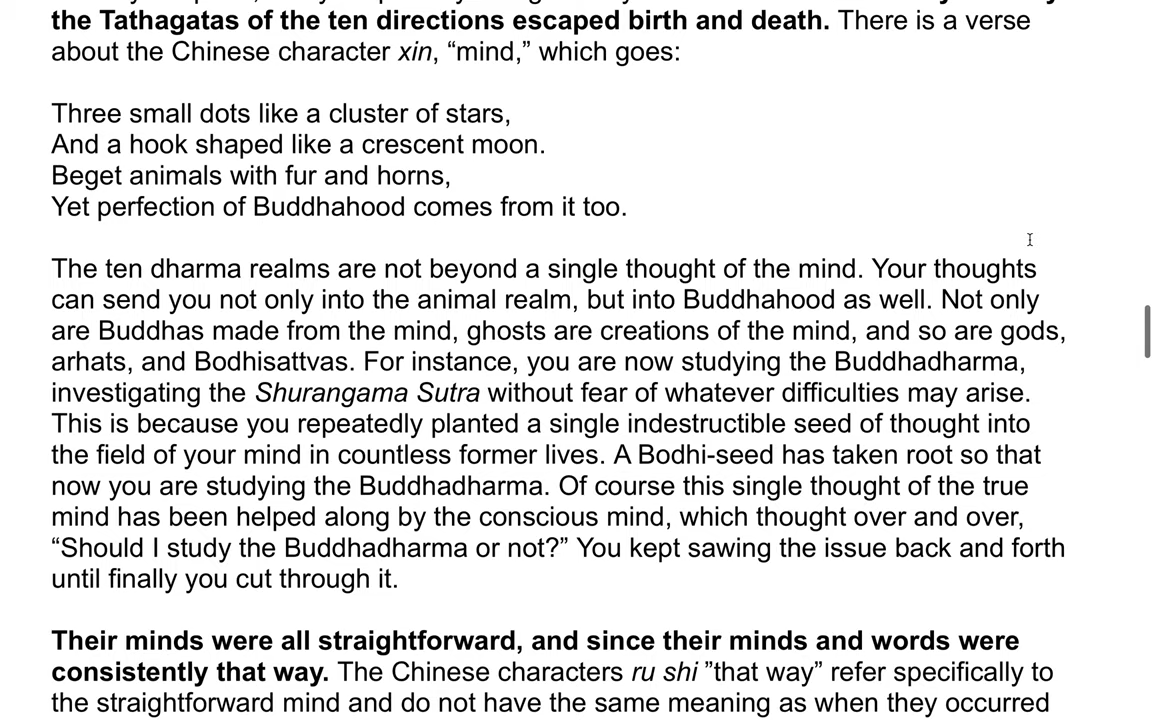 the Tathagatas of the ten directions escaped birth and death. There is a verse
about the Chinese character xin, “mind,” which goes:
Three small dots like a cluster of stars,
And a hook shaped like a crescent moon.
Beget animals with fur and horns,
Yet perfection of Buddhahood comes from it too.
The ten dharma realms are not beyond a single thought of the mind. Your thoughts
can send you not only into the animal realm, but into Buddhahood as well. Not only
are Buddhas made from the mind, ghosts are creations of the mind, and so are gods,
arhats, and Bodhisattvas. For instance, you are now studying the Buddhadharma,
investigating the Shurangama Sutra without fear of whatever difficulties may arise.
This is because you repeatedly planted a single indestructible seed of thought into
the field of your mind in countless former lives. A Bodhi-seed has taken root so that
now you are studying the Buddhadharma. Of course this single thought of the true
mind has been helped along by the conscious mind, which thought over and over,
“Should I study the Buddhadharma or not?” You kept sawing the issue back and forth
until finally you cut through it.
Their minds were all straightforward, and since their minds and words were
consistently that way. The Chinese characters ru shi ”that way” refer specifically to
the straightforward mind and do not have the same meaning as when they occurred